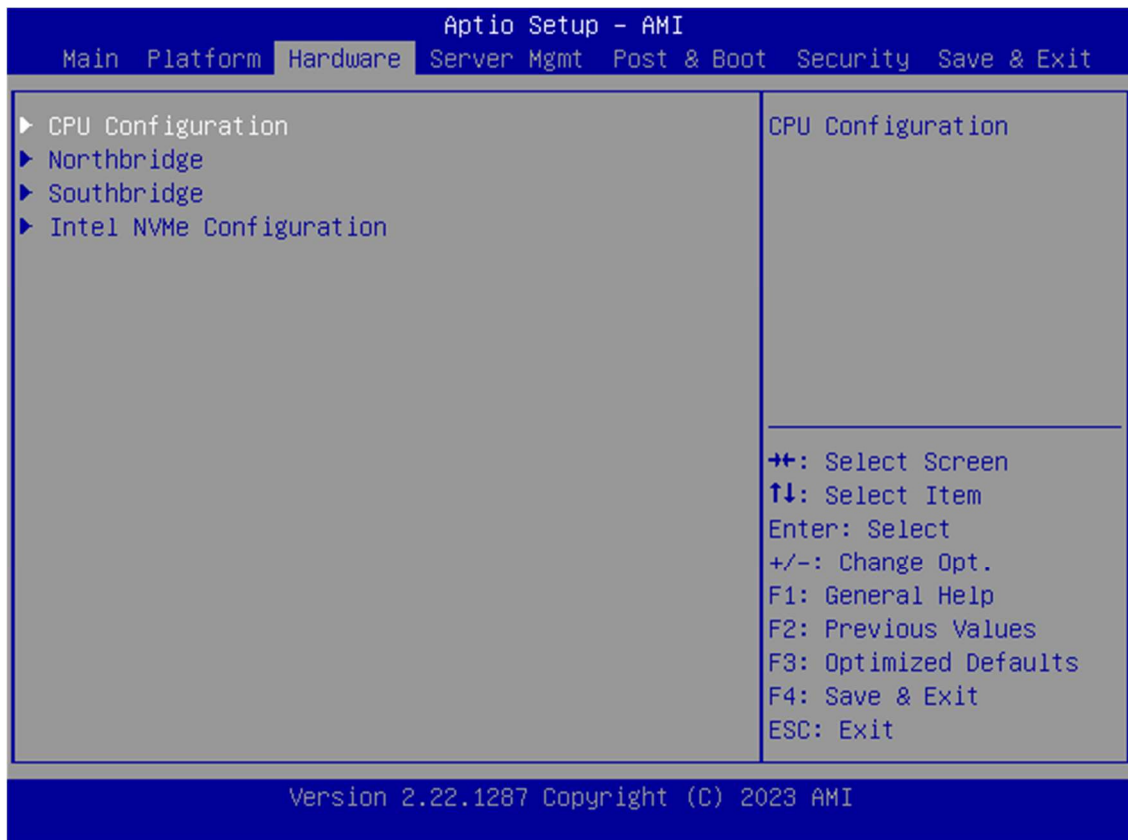 Aptio Setup - AMI
Main Platform Hardware Server Mgmt Post & Boot Security Save & Exit
▶ CPU Configuration
▶ Northbridge
▶ Southbridge
▶ Intel NVMe Configuration
CPU Configuration
→←: Select Screen
↑↓: Select Item
Enter: Select
+/-: Change Opt.
F1: General Help
F2: Previous Values
F3: Optimized Defaults
F4: Save & Exit
ESC: Exit
Version 2.22.1287 Copyright (C) 2023 AMI